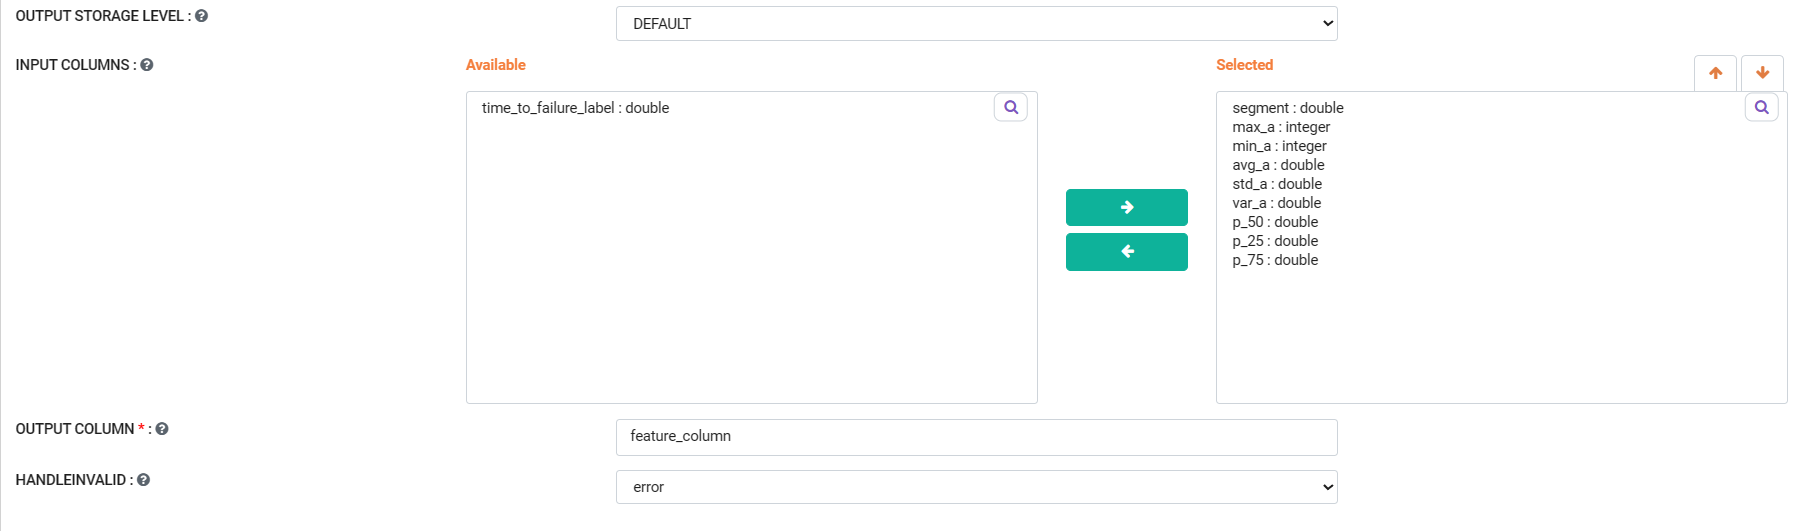 OUTPUT STORAGE LEVEL :
DEFAULT
INPUT COLUMNS :
Available
Selected
time_to_failure_label : double
segment : double
max_a : integer
min_a : integer
avg_a : double
std_a : double
var_a : double
p_50 : double
p_25 : double
p_75 : double
OUTPUT COLUMN * :
feature_column
HANDLEINVALID :
error